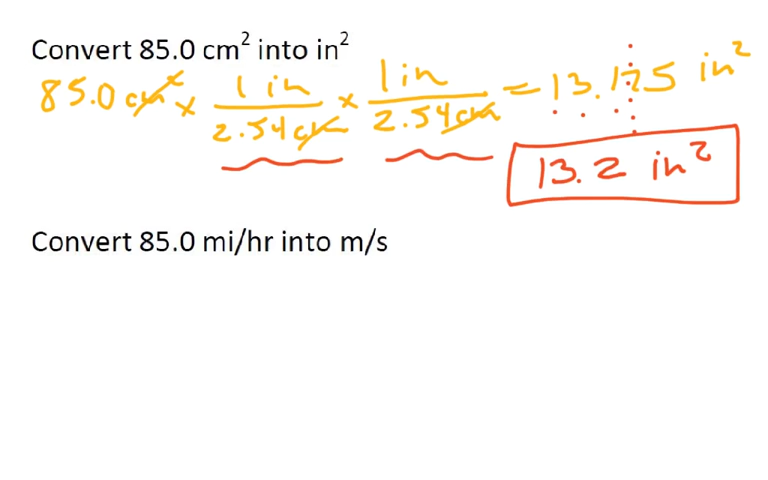 Convert 85.0 cm² into in²
85.0 cm² × 1 in / 2.54 cm × 1 in / 2.54 cm = 13.175 in²
13.2 in²
Convert 85.0 mi/hr into m/s